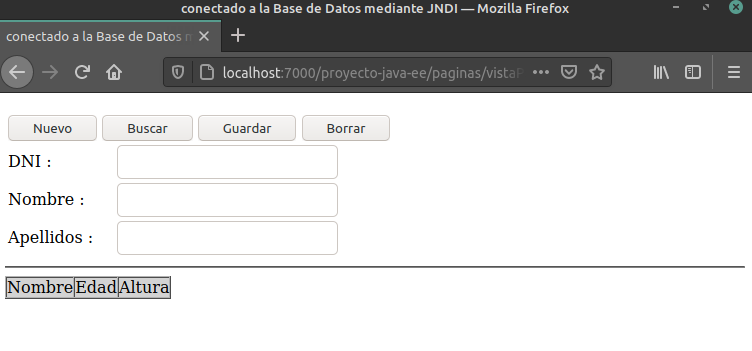 conectado a la Base de Datos mediante JNDI — Mozilla Firefox
conectado a la Base de Datos m
localhost:7000/proyecto-java-ee/paginas/vistaP
Nuevo Buscar Guardar Borrar
DNI :
Nombre :
Apellidos :
Nombre Edad Altura